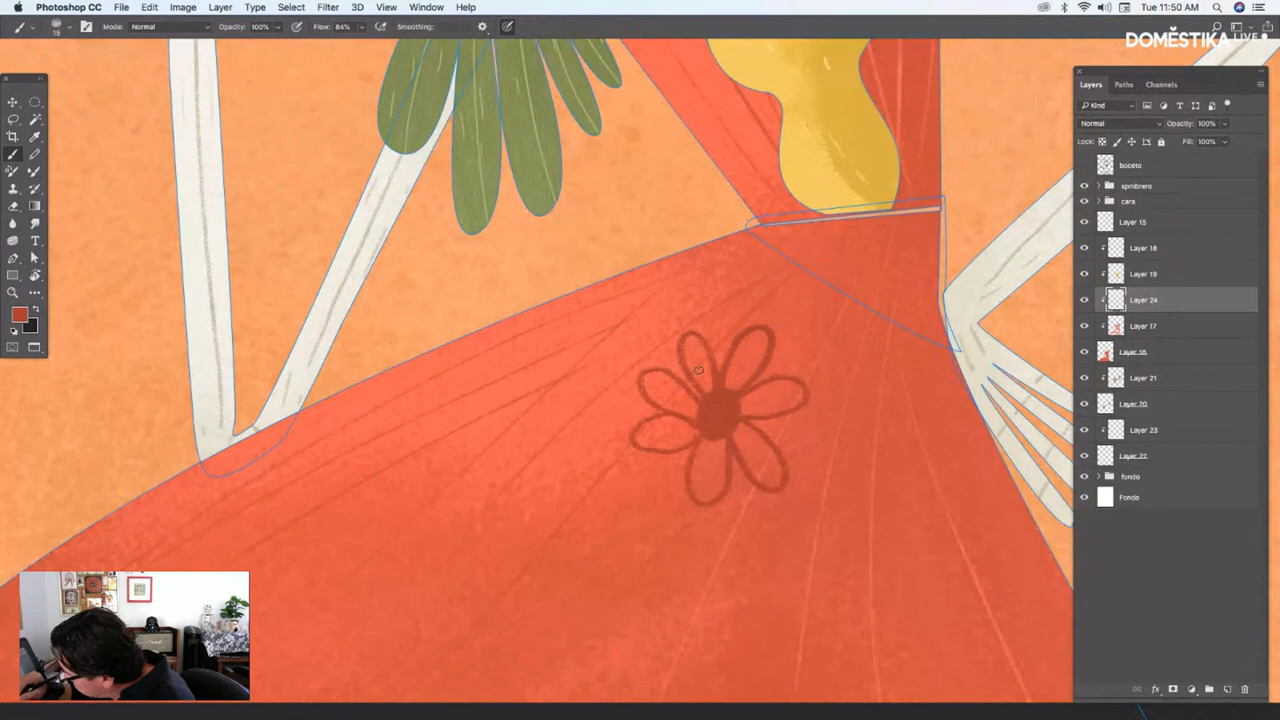 Photoshop CC File Edit Image Layer Type Select Filter 3D View Window Help
Tue 11:50 AM
15 Mode: Normal Opacity: 100% Flow: 84% Smoothing:
DOMESTIKA LIVE
Layers Paths Channels
Kind
Normal Opacity: 100%
Lock: Fill: 100%
boceto
spmbrero
cara
Layer 15
Layer 18
Layer 19
Layer 24
Layer 17
Layer 16
Layer 21
Layer 20
Layer 23
Layer 22
fondo
Fondo
fx